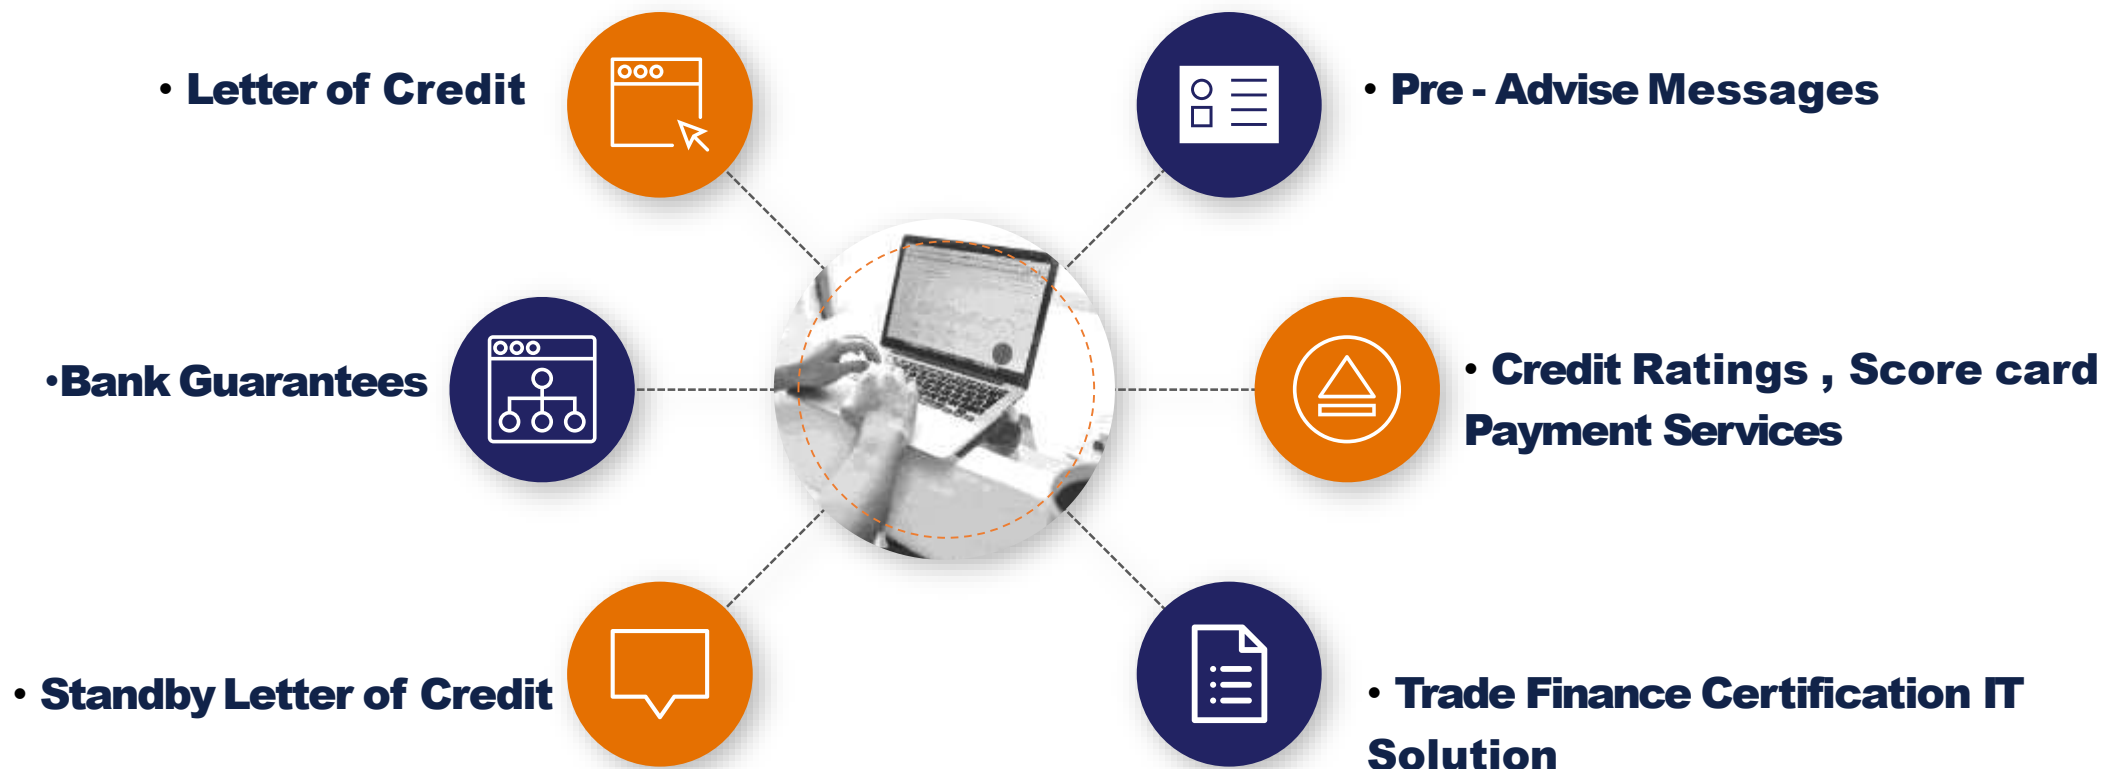 • Letter of Credit
• Pre - Advise Messages
•Bank Guarantees
• Credit Ratings , Score card
Payment Services
• Standby Letter of Credit
• Trade Finance Certification IT
Solution